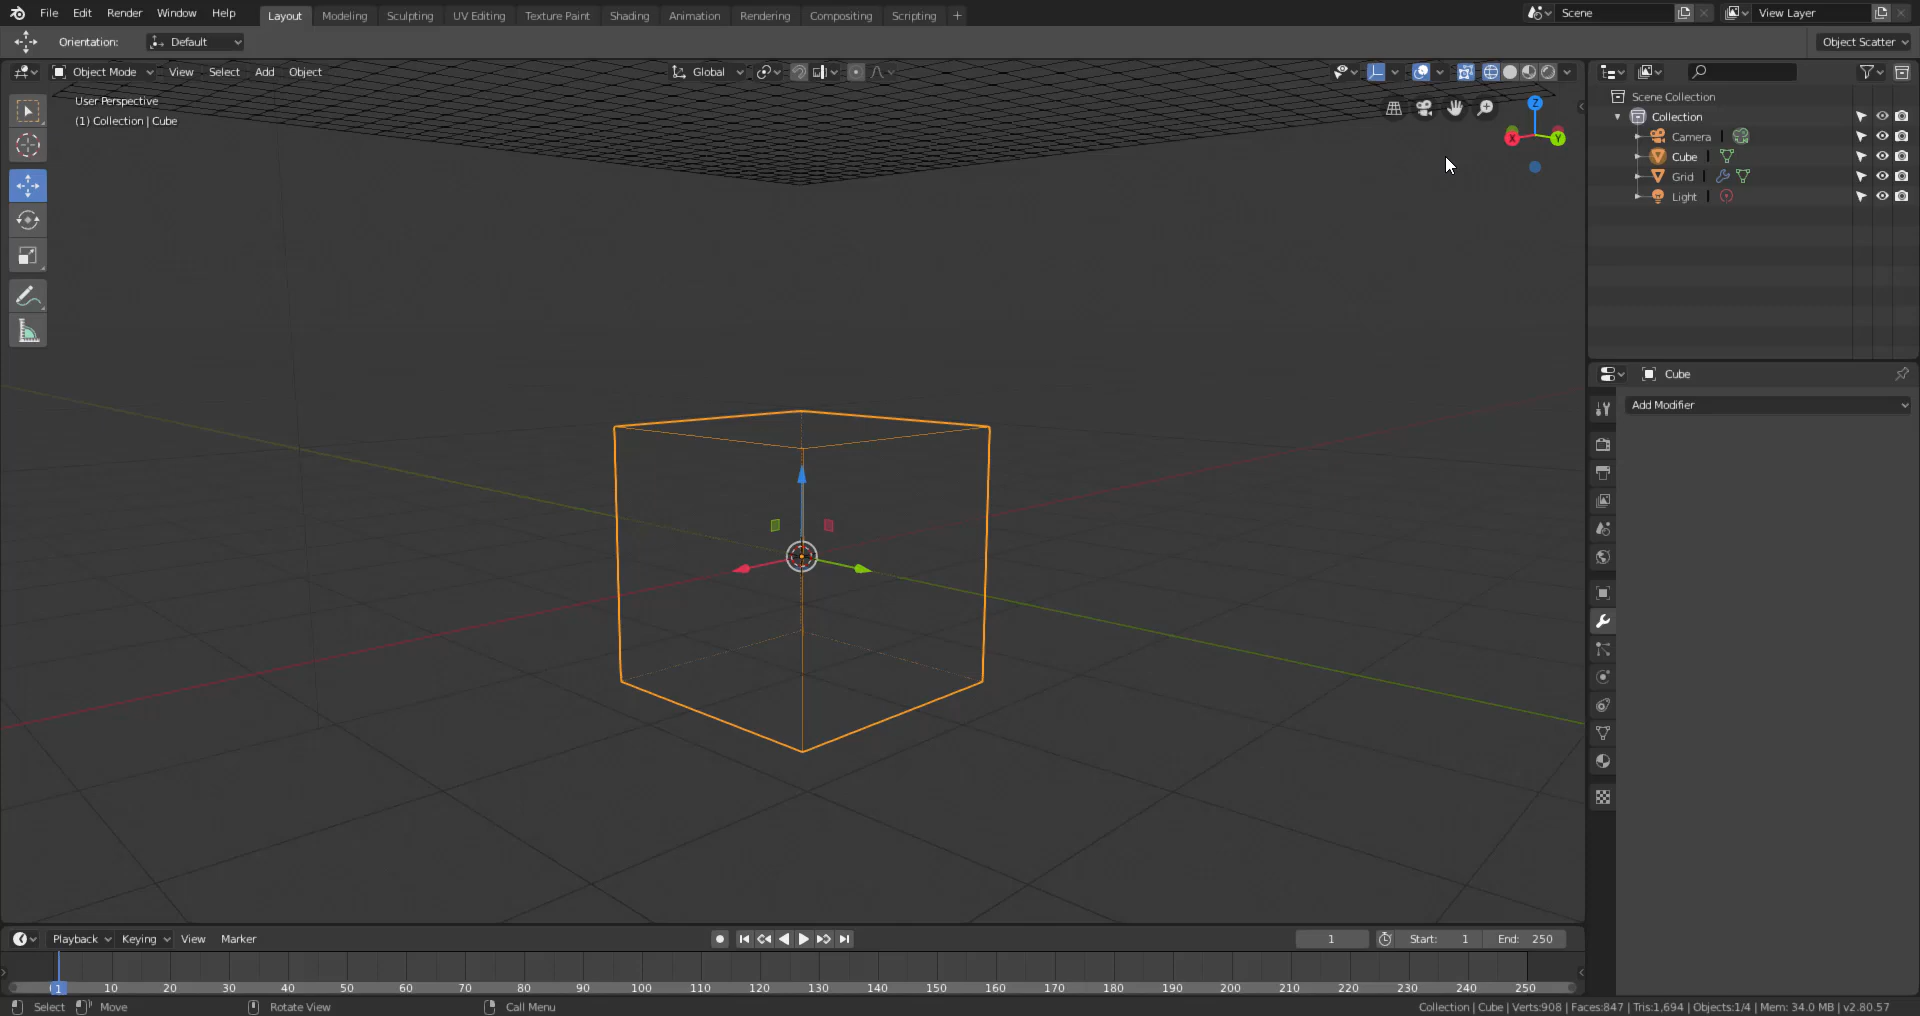 File Edit Render Window Help Layout Modeling Sculpting UV Editing Texture Paint Shading Animation Rendering Compositing Scripting + Scene View Layer
Orientation: Default Object Scatter
Object Mode View Select Add Object Global
User Perspective
(1) Collection | Cube
Z
X
Y
Scene Collection
Collection
Camera
Cube
Grid
Light
Cube
Add Modifier
Playback Keying View Marker 1 Start: 1 End: 250
1 10 20 30 40 50 60 70 80 90 100 110 120 130 140 150 160 170 180 190 200 210 220 230 240 250
Select Move Rotate View Call Menu Collection | Cube | Verts:908 | Faces:847 | Tris:1,694 | Objects:1/4 | Mem: 34.0 MB | v2.80.57